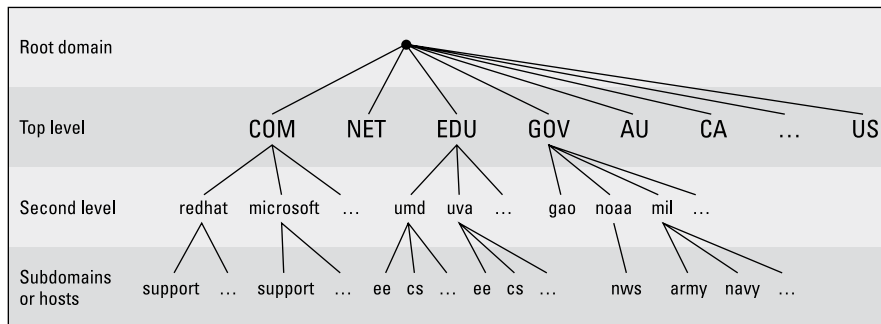 Root domain
Top level COM NET EDU GOV AU CA ... US
Second level redhat microsoft ... umd uva ... gao noaa mil ...
Subdomains
or hosts support ... support ... ee cs ... ee cs ... nws army navy ...